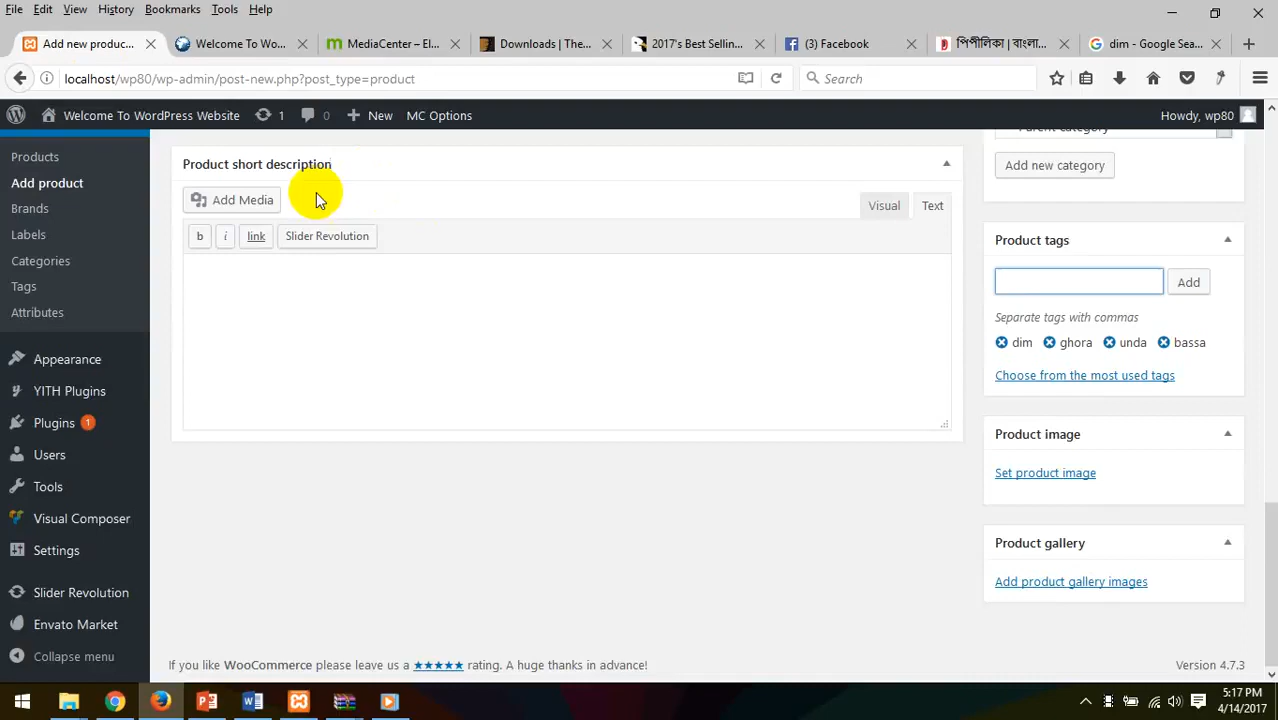 File Edit View History Bookmarks Tools Help
Add new produc...
Welcome To Wo...
MediaCenter – El...
Downloads | The...
2017's Best Selling...
(3) Facebook
পিপীলিকা | বাংলা...
dim - Google Sea...
localhost/wp80/wp-admin/post-new.php?post_type=product
Search
Welcome To WordPress Website 1 0 New MC Options Howdy, wp80
Products
Add product
Brands
Labels
Categories
Tags
Attributes
Appearance
YITH Plugins
Plugins 1
Users
Tools
Visual Composer
Settings
Slider Revolution
Envato Market
Collapse menu
Product short description
Add Media
Visual Text
b i link Slider Revolution
Parent category
Add new category
Product tags
Add
Separate tags with commas
dim ghora unda bassa
Choose from the most used tags
Product image
Set product image
Product gallery
Add product gallery images
If you like WooCommerce please leave us a ★★★★★ rating. A huge thanks in advance!
Version 4.7.3
5:17 PM
4/14/2017